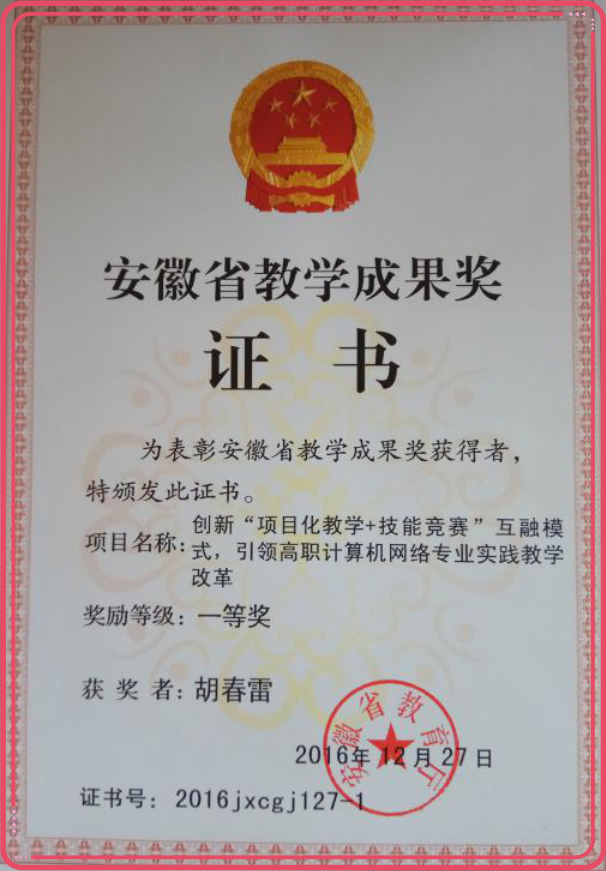 安徽省教学成果奖
证 书
为表彰安徽省教学成果奖获得者，
特颁发此证书。
项目名称：创新“项目化教学+技能竞赛”互融模
式，引领高职计算机网络专业实践教学
改革
奖励等级：一等奖
获 奖 者：胡春雷
安徽省教育厅
2016年 12月 27日
证书号：2016jxcgj127-1